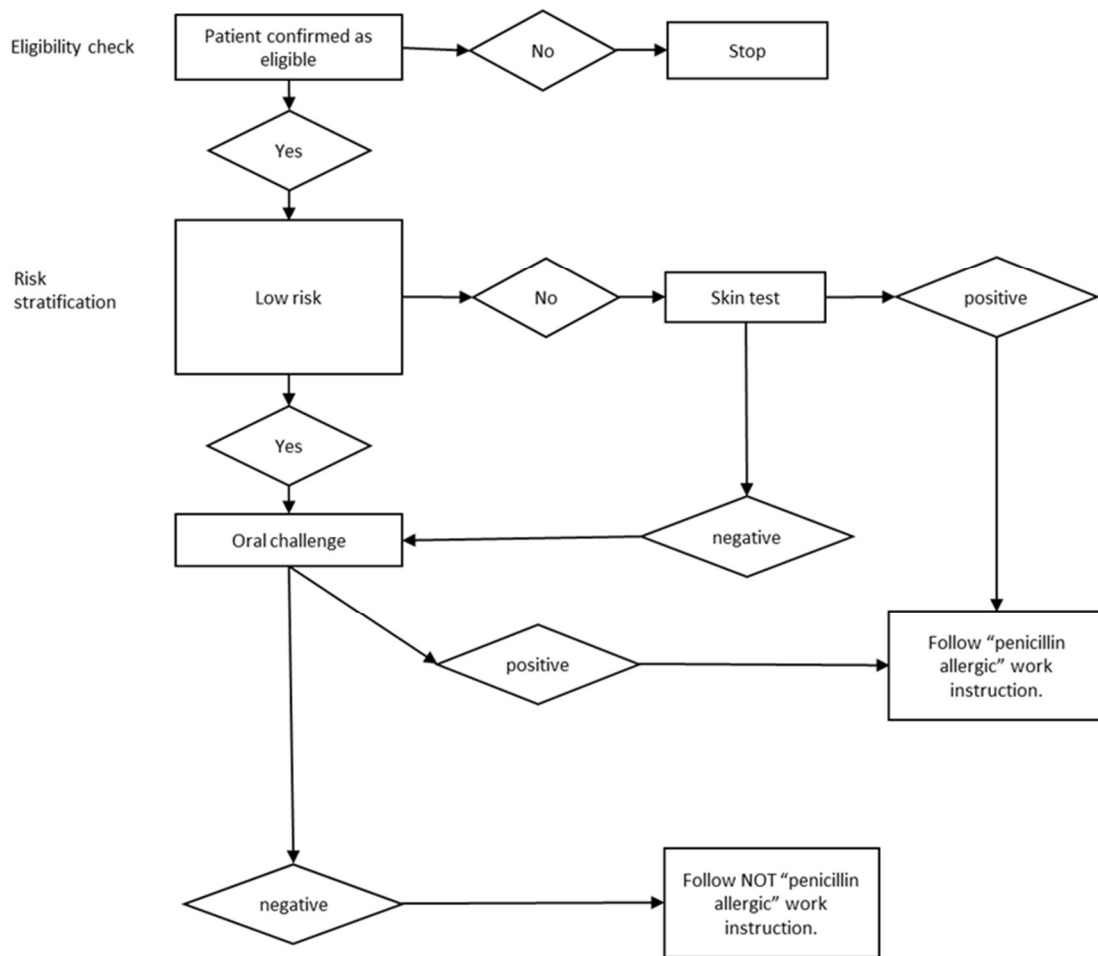 Eligibility check
Patient confirmed as
eligible
No
Stop
Yes
Risk
stratification
Low risk
No
Skin test
positive
Yes
Oral challenge
negative
positive
Follow “penicillin
allergic” work
instruction.
negative
Follow NOT “penicillin
allergic” work
instruction.